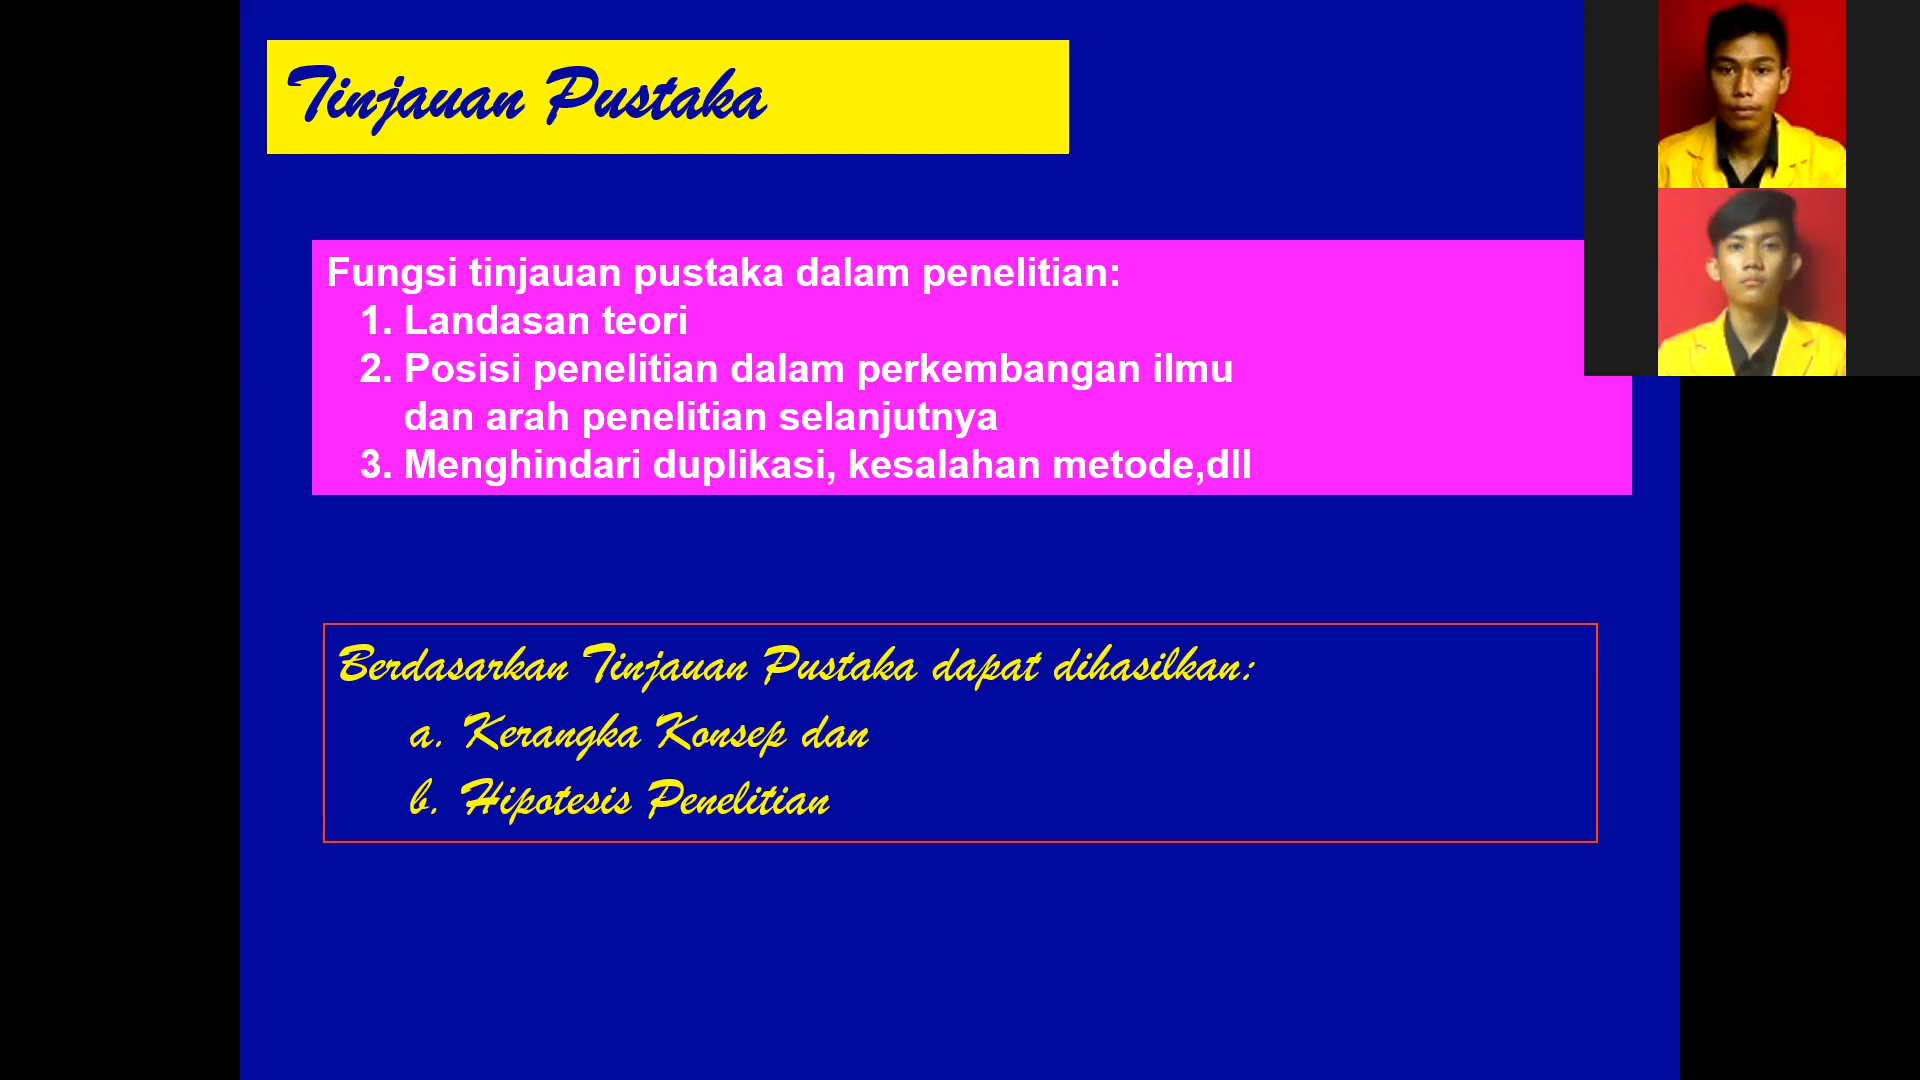 Tinjauan Pustaka
Fungsi tinjauan pustaka dalam penelitian:
1. Landasan teori
2. Posisi penelitian dalam perkembangan ilmu
dan arah penelitian selanjutnya
3. Menghindari duplikasi, kesalahan metode,dll
Berdasarkan Tinjauan Pustaka dapat dihasilkan:
a. Kerangka Konsep dan
b. Hipotesis Penelitian